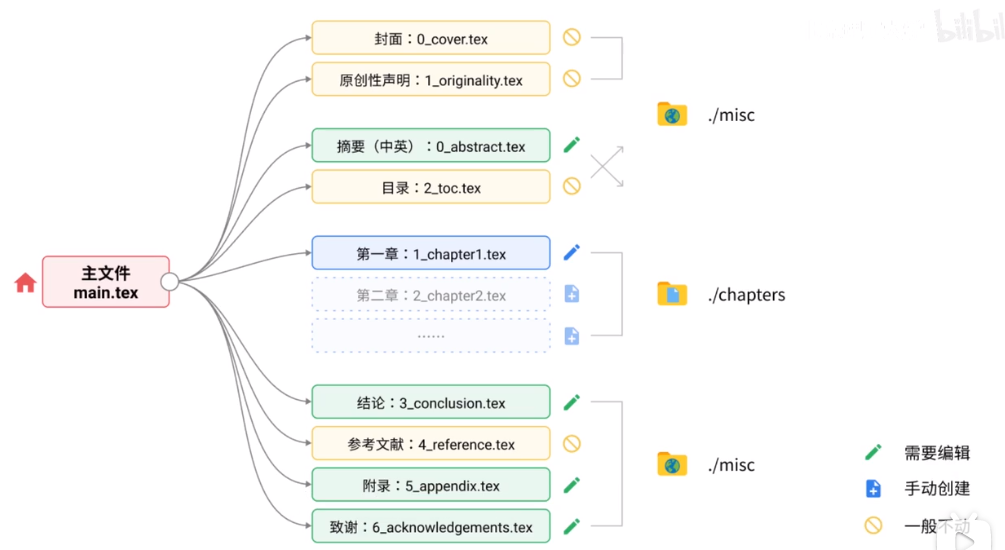 封面：0_cover.tex
原创性声明：1_originality.tex
./misc
摘要（中英）：0_abstract.tex
目录：2_toc.tex
主文件
main.tex
第一章：1_chapter1.tex
第二章：2_chapter2.tex
./chapters
……
结论：3_conclusion.tex
参考文献：4_reference.tex
./misc
附录：5_appendix.tex
致谢：6_acknowledgements.tex
需要编辑
手动创建
一般不动
bilibili